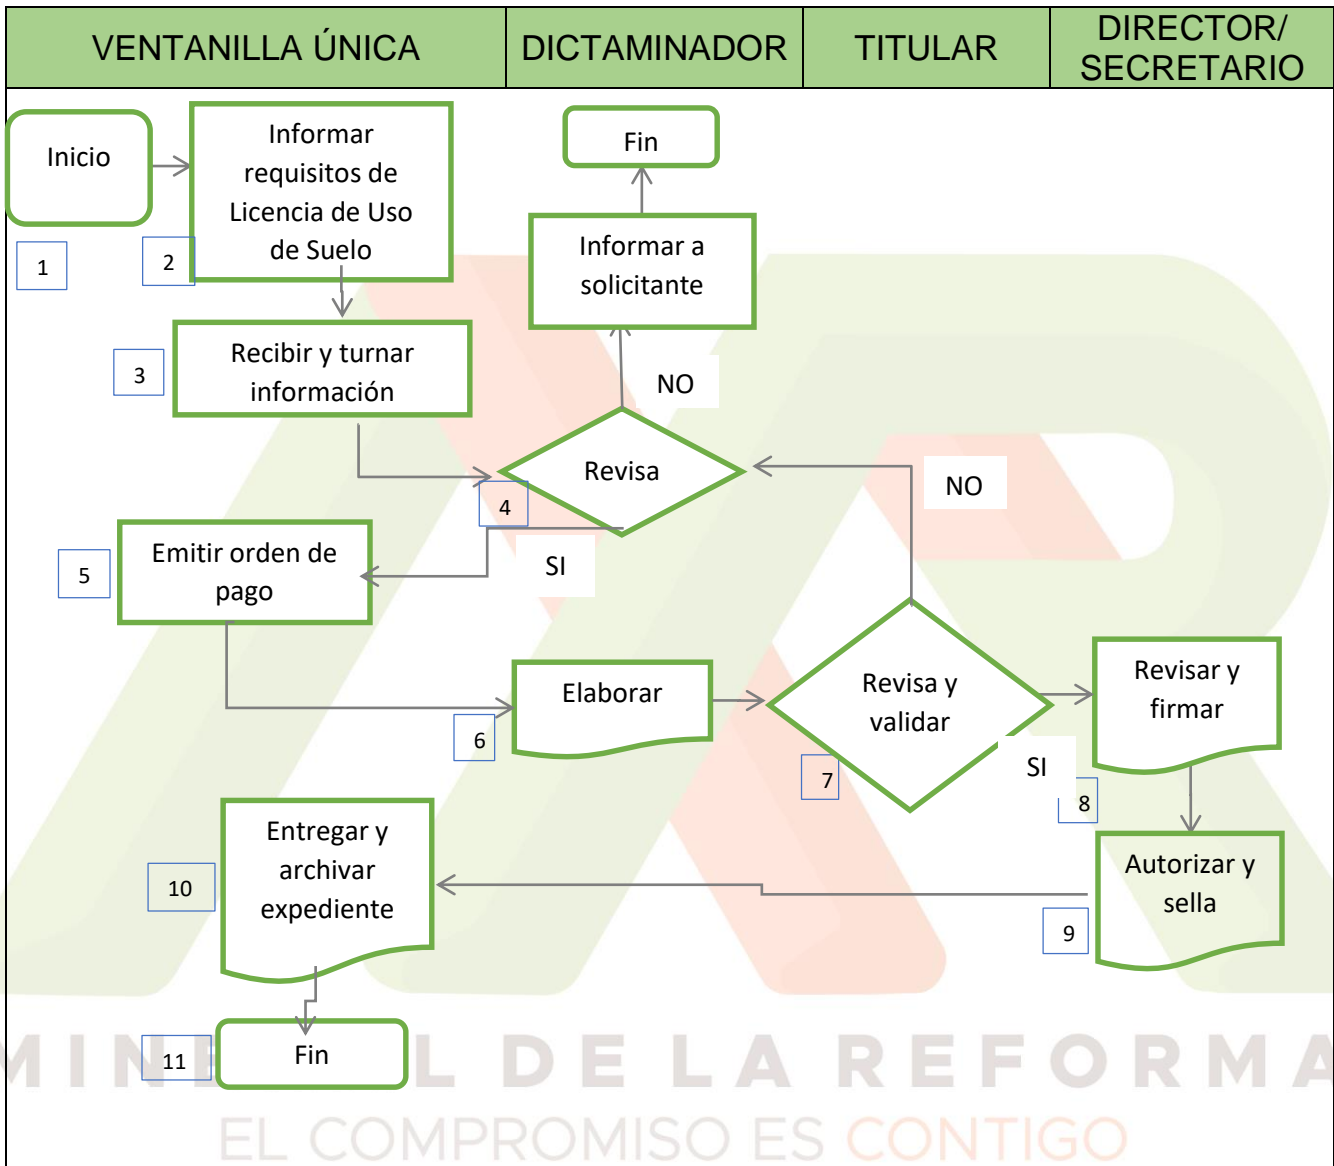 VENTANILLA ÚNICA
DICTAMINADOR
TITULAR
DIRECTOR/
SECRETARIO
Inicio
1
Informar
requisitos de
Licencia de Uso
de Suelo
2
Fin
Informar a
solicitante
Recibir y turnar
información
3
NO
Revisa
4
NO
Emitir orden de
pago
5
SI
Elaborar
6
Revisa y
validar
7
SI
Revisar y
firmar
8
Entregar y
archivar
expediente
10
Autorizar y
sella
9
Fin
11
MINE L DE LA REFORMA
EL COMPROMISO ES CONTIGO